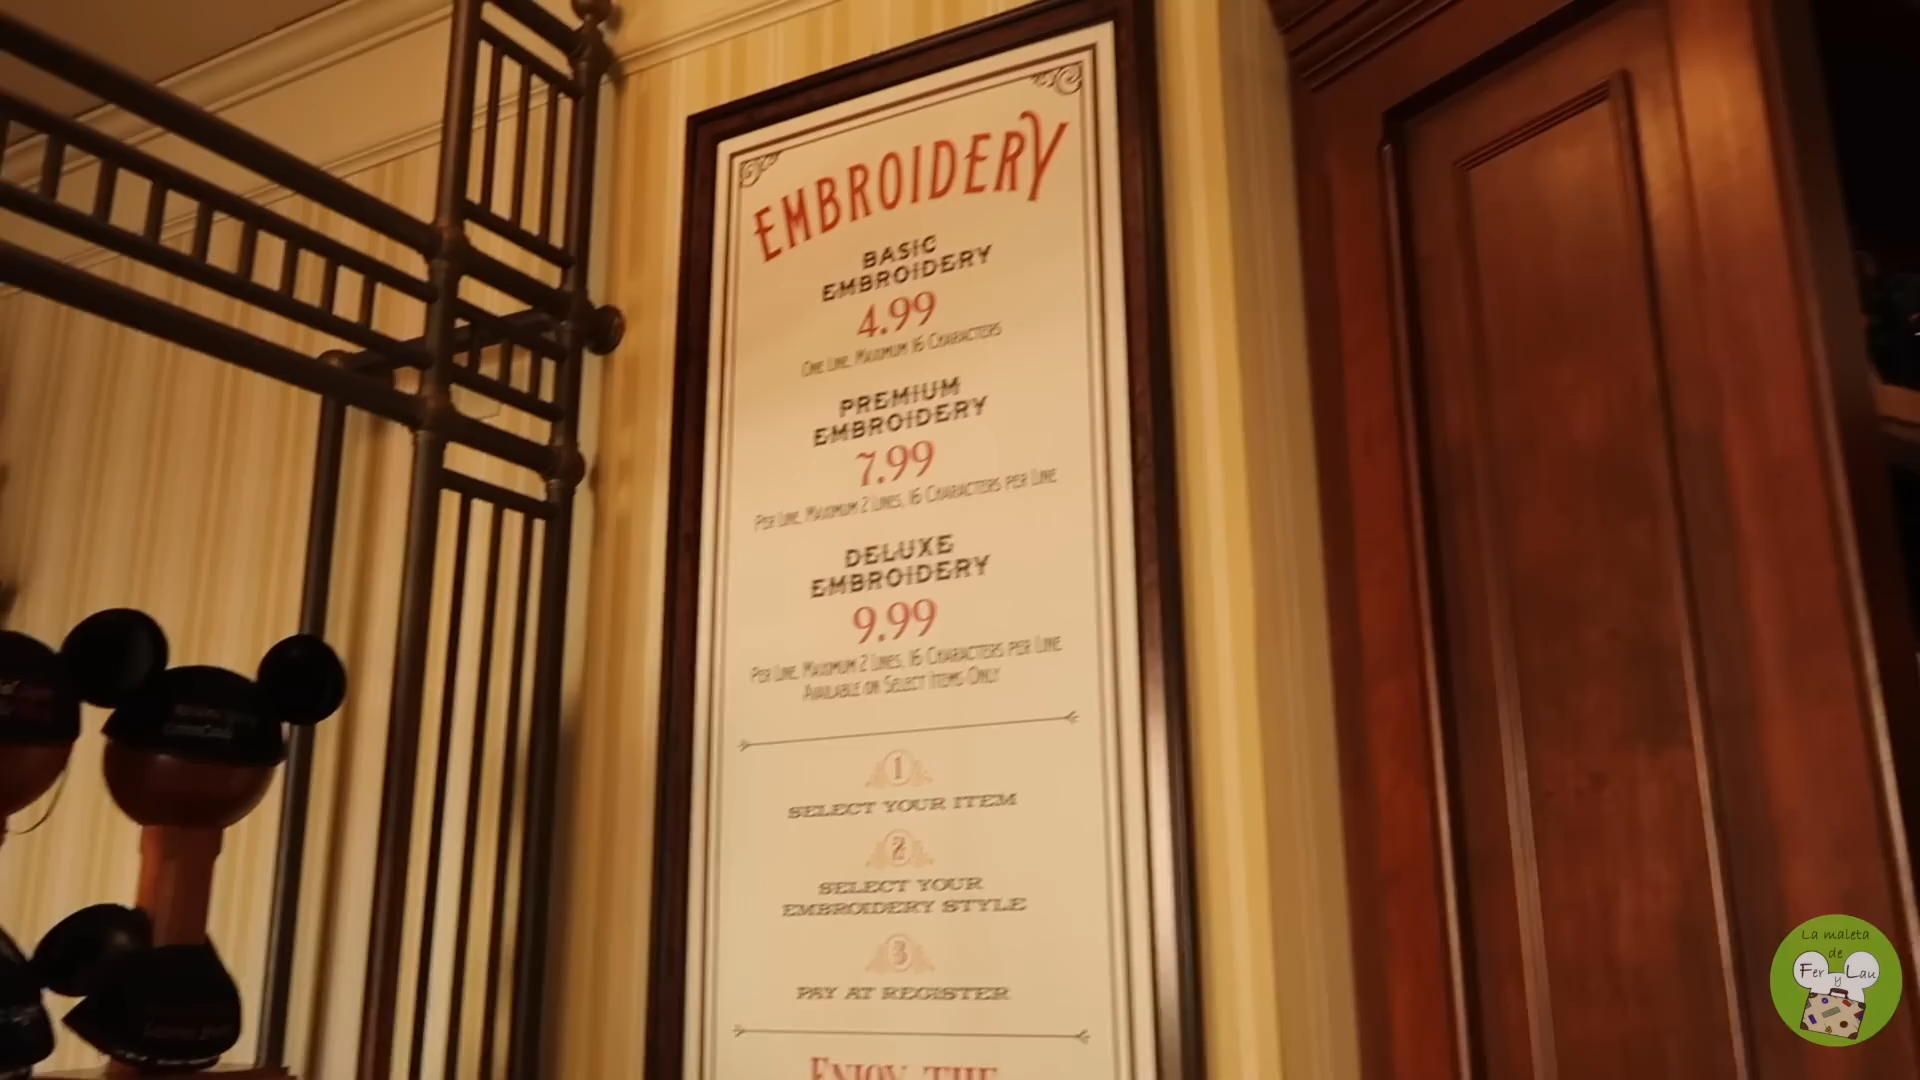 EMBROIDERY
BASIC
EMBROIDERY
4.99
ONE LINE, MAXIMUM 16 CHARACTERS
PREMIUM
EMBROIDERY
7.99
PER LINE, MAXIMUM 2 LINES, 16 CHARACTERS PER LINE
DELUXE
EMBROIDERY
9.99
PER LINE, MAXIMUM 2 LINES, 16 CHARACTERS PER LINE
AVAILABLE ON SELECT ITEMS ONLY
1
SELECT YOUR ITEM
2
SELECT YOUR
EMBROIDERY STYLE
3
PAY AT REGISTER
ENJOY THE
La maleta
de
Fer y Lau